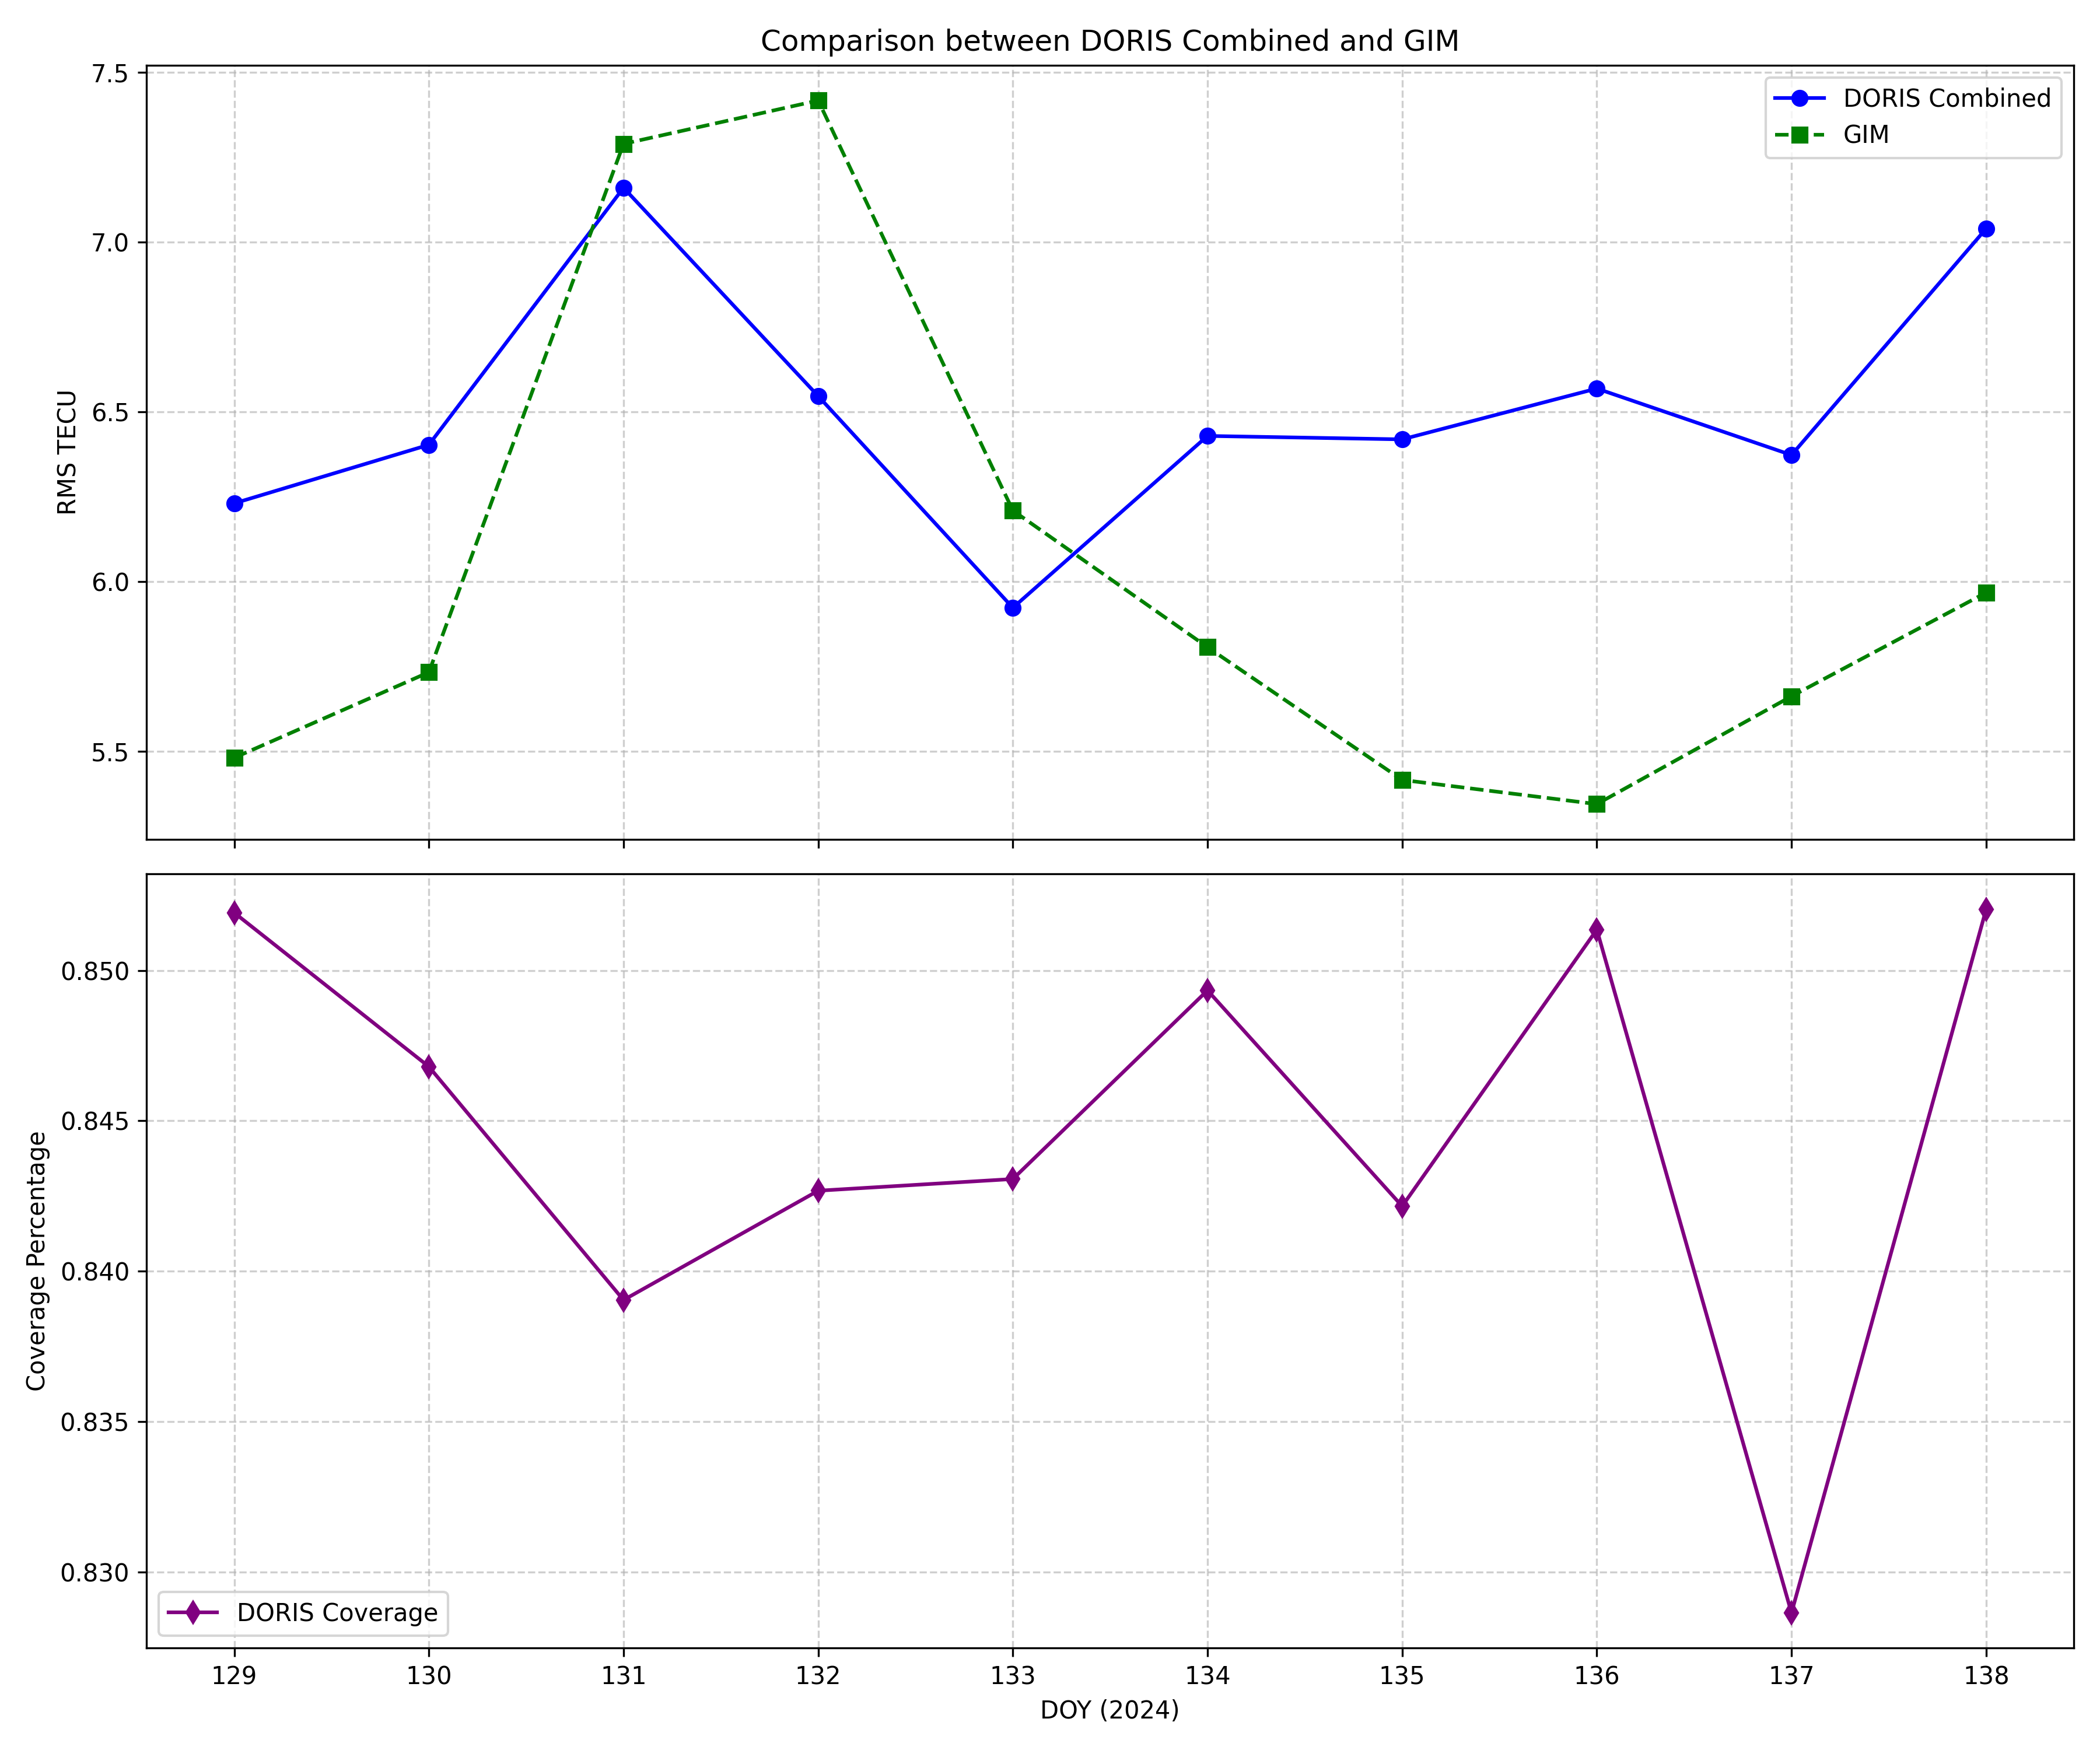 Comparison between DORIS Combined and GIM
7.5
7.0
6.5
6.0
5.5
RMS TECU
DORIS Combined
GIM
0.850
0.845
0.840
0.835
0.830
Coverage Percentage
DORIS Coverage
129 130 131 132 133 134 135 136 137 138
DOY (2024)